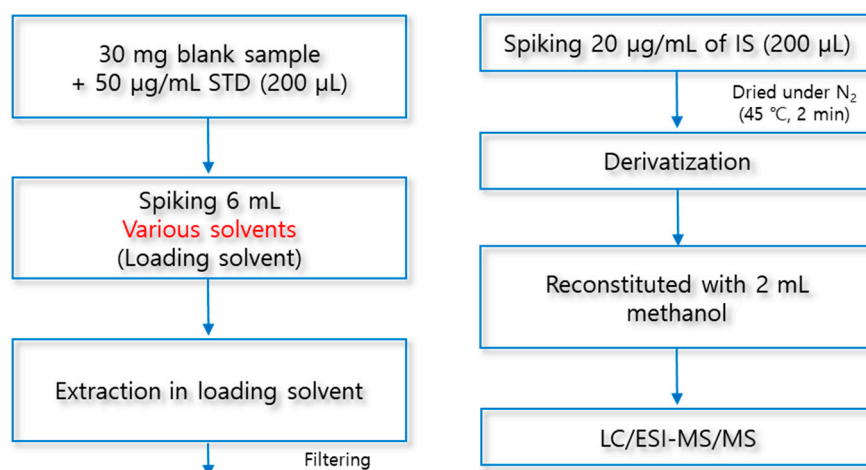 30 mg blank sample
+ 50 μg/mL STD (200 μL)
Spiking 6 mL
Various solvents
(Loading solvent)
Extraction in loading solvent
Filtering
Spiking 20 μg/mL of IS (200 μL)
Dried under N₂
(45 ℃, 2 min)
Derivatization
Reconstituted with 2 mL
methanol
LC/ESI-MS/MS